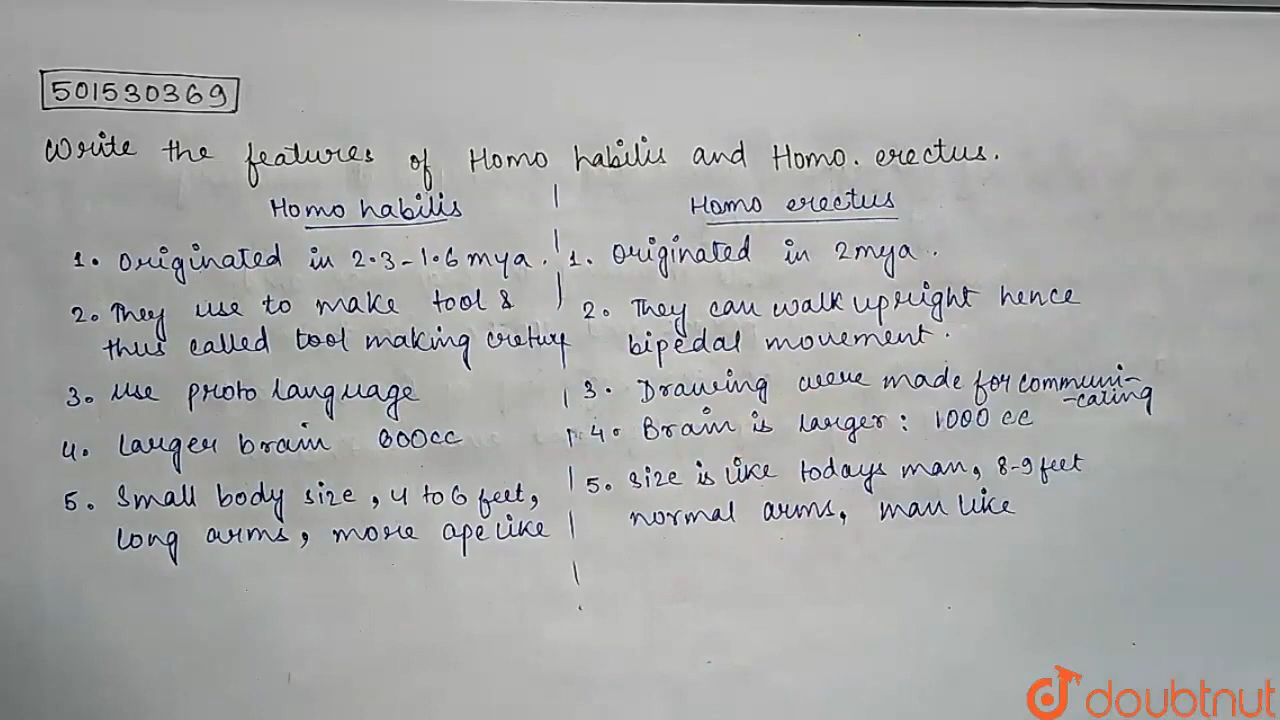 501530369
Write the features of Homo habilis and Homo. erectus.
Homo habilis
1. Originated in 2.3-1.6 mya.
2. They use to make tool &
thus called tool making creture
3. Use proto language
4. Larger brain 800cc
5. Small body size, 4 to 6 feet,
long arms, more apelike
Homo erectus
1. Originated in 2mya.
2. They can walk upright hence
bipedal movement.
3. Drawing were made for communi-
-cating
4. Brain is larger: 1000 cc
5. Size is like todays man, 8-9 feet
normal arms, man like
doubtnut